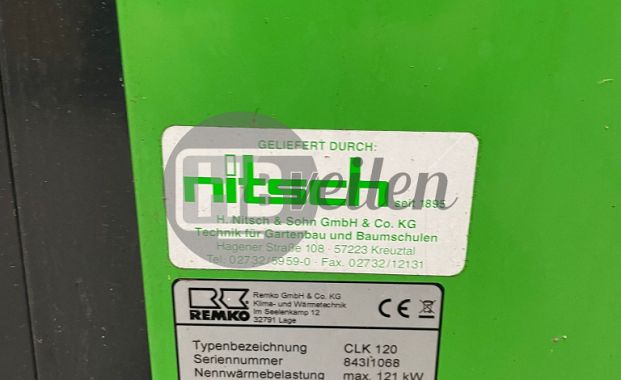 GELIEFERT DURCH:
nitsch seit 1895
H. Nitsch & Sohn GmbH & Co. KG
Technik für Gartenbau und Baumschulen
Hagener Straße 108 · 57223 Kreuztal
Tel. 02732/5959-0 · Fax. 02732/12131
REMKO
Remko GmbH & Co. KG
Klima- und Wärmetechnik
Im Seelenkamp 12
32791 Lage
CE
Typenbezeichnung CLK 120
Seriennummer 843I1068
Nennwärmebelastung max. 121 kW